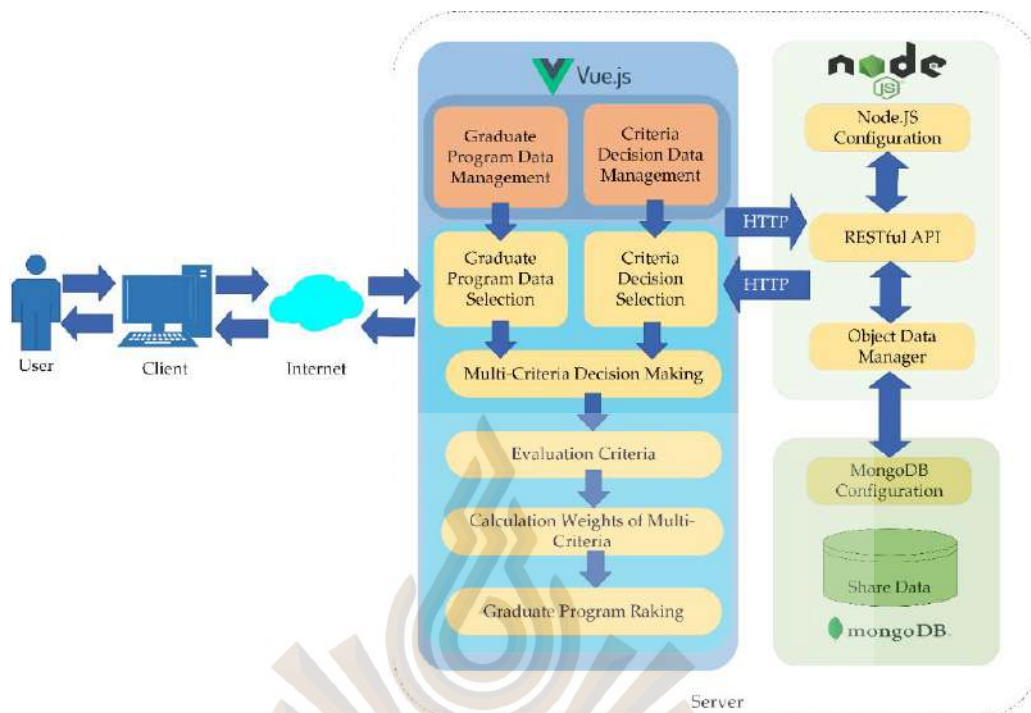 Vue.js
Graduate
Program Data
Management
Criteria
Decision Data
Management
Graduate
Program Data
Selection
Criteria
Decision
Selection
Multi-Criteria Decision Making
Evaluation Criteria
Calculation Weights of Multi-
Criteria
Graduate Program Raking
HTTP
HTTP
node
JS
Node.JS
Configuration
RESTful API
Object Data
Manager
MongoDB
Configuration
Share Data
mongoDB
User
Client
Internet
Server